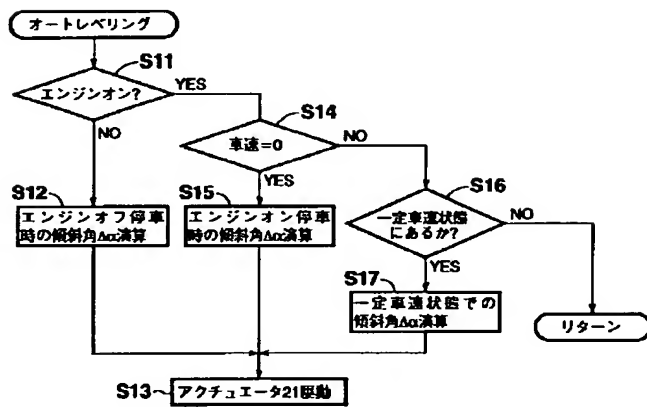 オートレベリング
S11
エンジンオン?
YES
NO
S14
車速=0
NO
YES
S12
エンジンオフ停車
時の傾斜角Δα演算
S15
エンジンオン停車
時の傾斜角Δα演算
S16
一定車速状態
にあるか?
NO
YES
S17
一定車速状態での
傾斜角Δα演算
リターン
S13
アクチュエータ21駆動